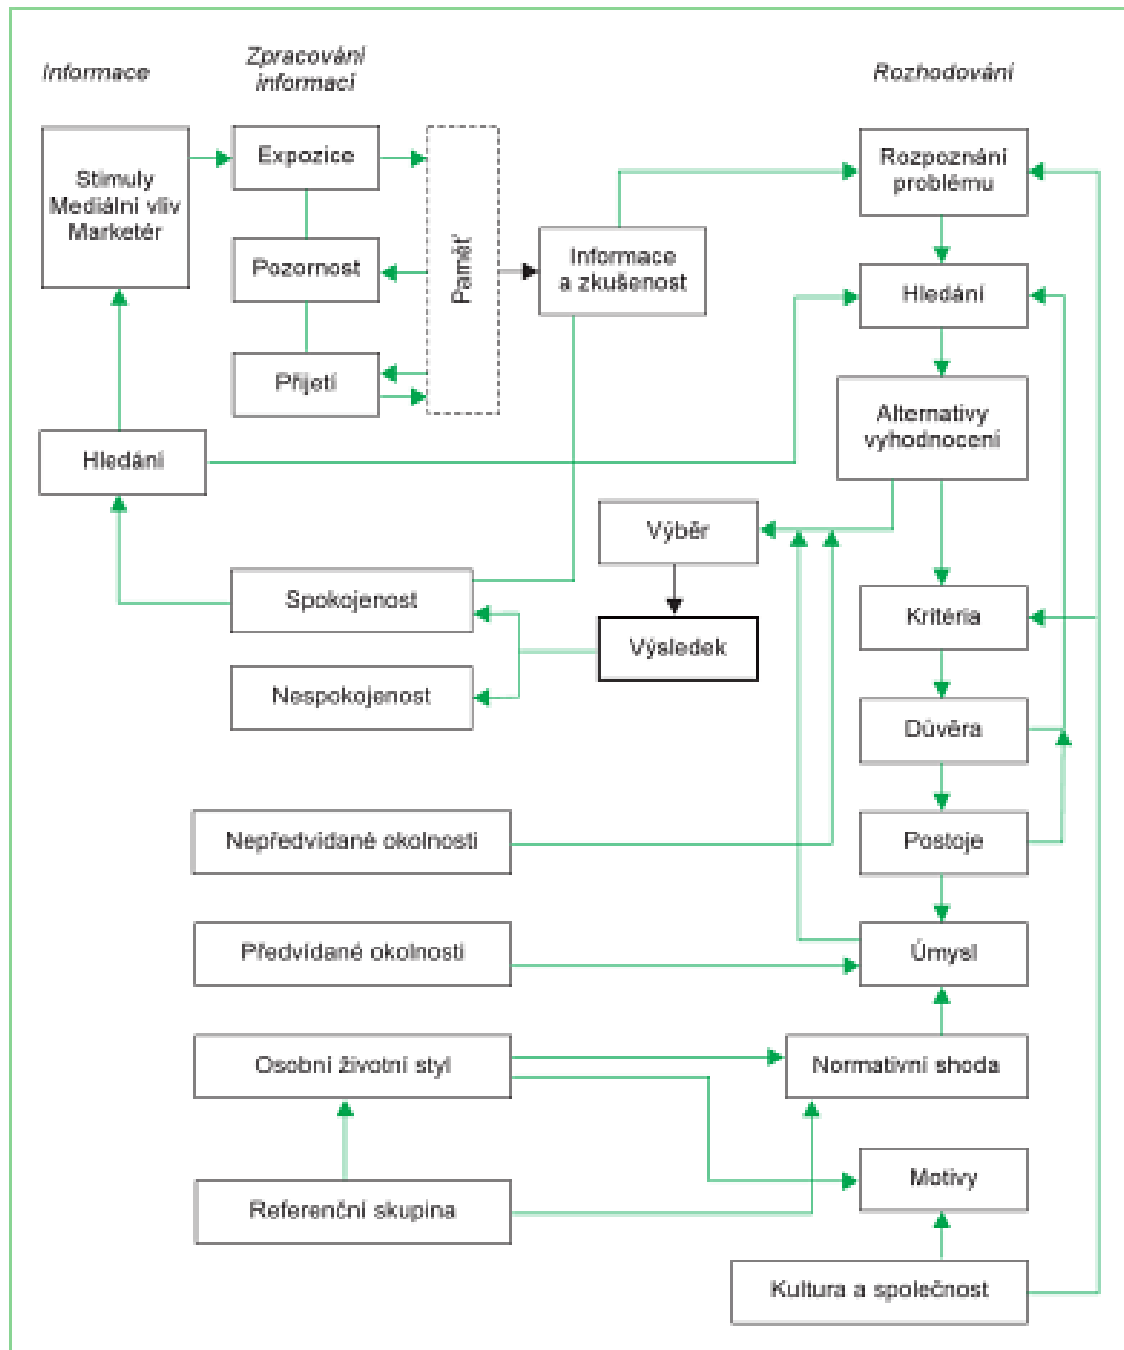 Informace
Zpracování
informací
Rozhodování
Stimuly
Mediální vliv
Marketér
Expozice
Pozornost
Přijetí
Paměť
Informace
a zkušenost
Rozpoznání
problému
Hledání
Alternativy
vyhodnocení
Hledání
Výběr
Spokojenost
Výsledek
Nespokojenost
Kritéria
Důvěra
Nepředvídané okolnosti
Postoje
Předvídané okolnosti
Úmysl
Osobní životní styl
Normativní shoda
Motivy
Referenční skupina
Kultura a společnost